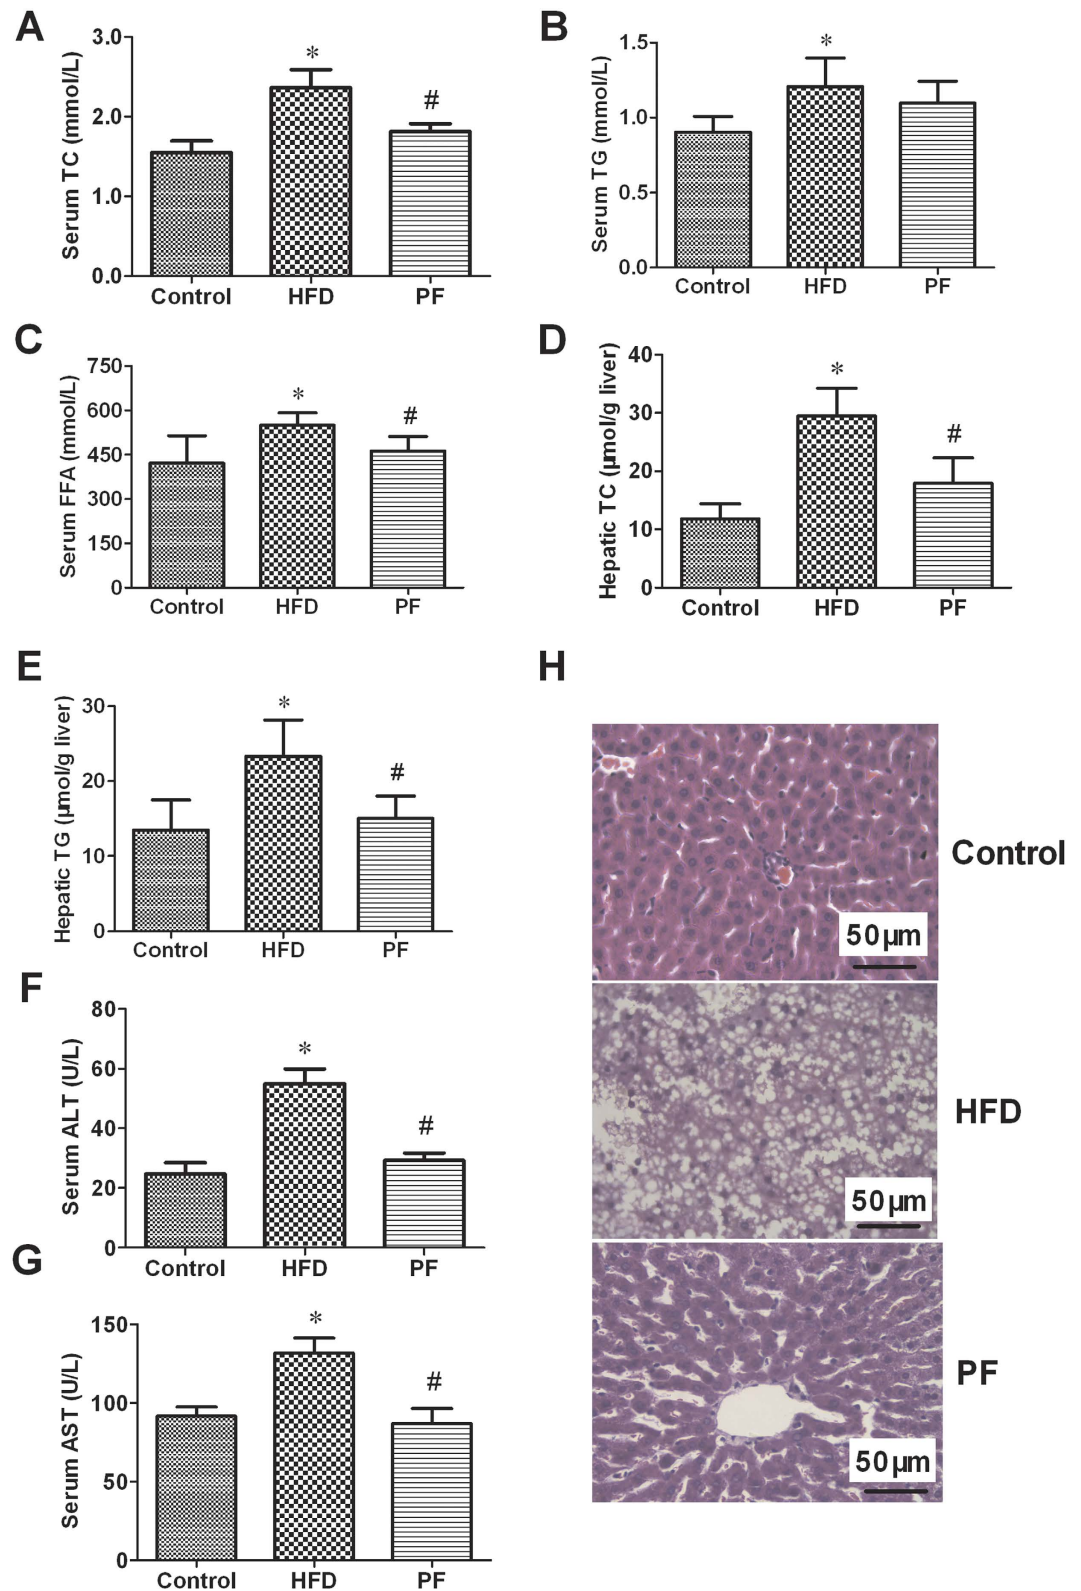 A
Serum TC (mmol/L)
3.0
2.0
1.0
0.0
*
#
Control HFD PF
B
Serum TG (mmol/L)
1.5
1.0
0.5
0.0
*
Control HFD PF
C
Serum FFA (mmol/L)
750
600
450
300
150
0
*
#
Control HFD PF
D
Hepatic TC (μmol/g liver)
40
30
20
10
0
*
#
Control HFD PF
E
Hepatic TG (μmol/g liver)
30
20
10
0
*
#
Control HFD PF
F
Serum ALT (U/L)
80
60
40
20
0
*
#
Control HFD PF
G
Serum AST (U/L)
150
100
50
0
*
#
Control HFD PF
H
Control
50μm
HFD
50μm
PF
50μm